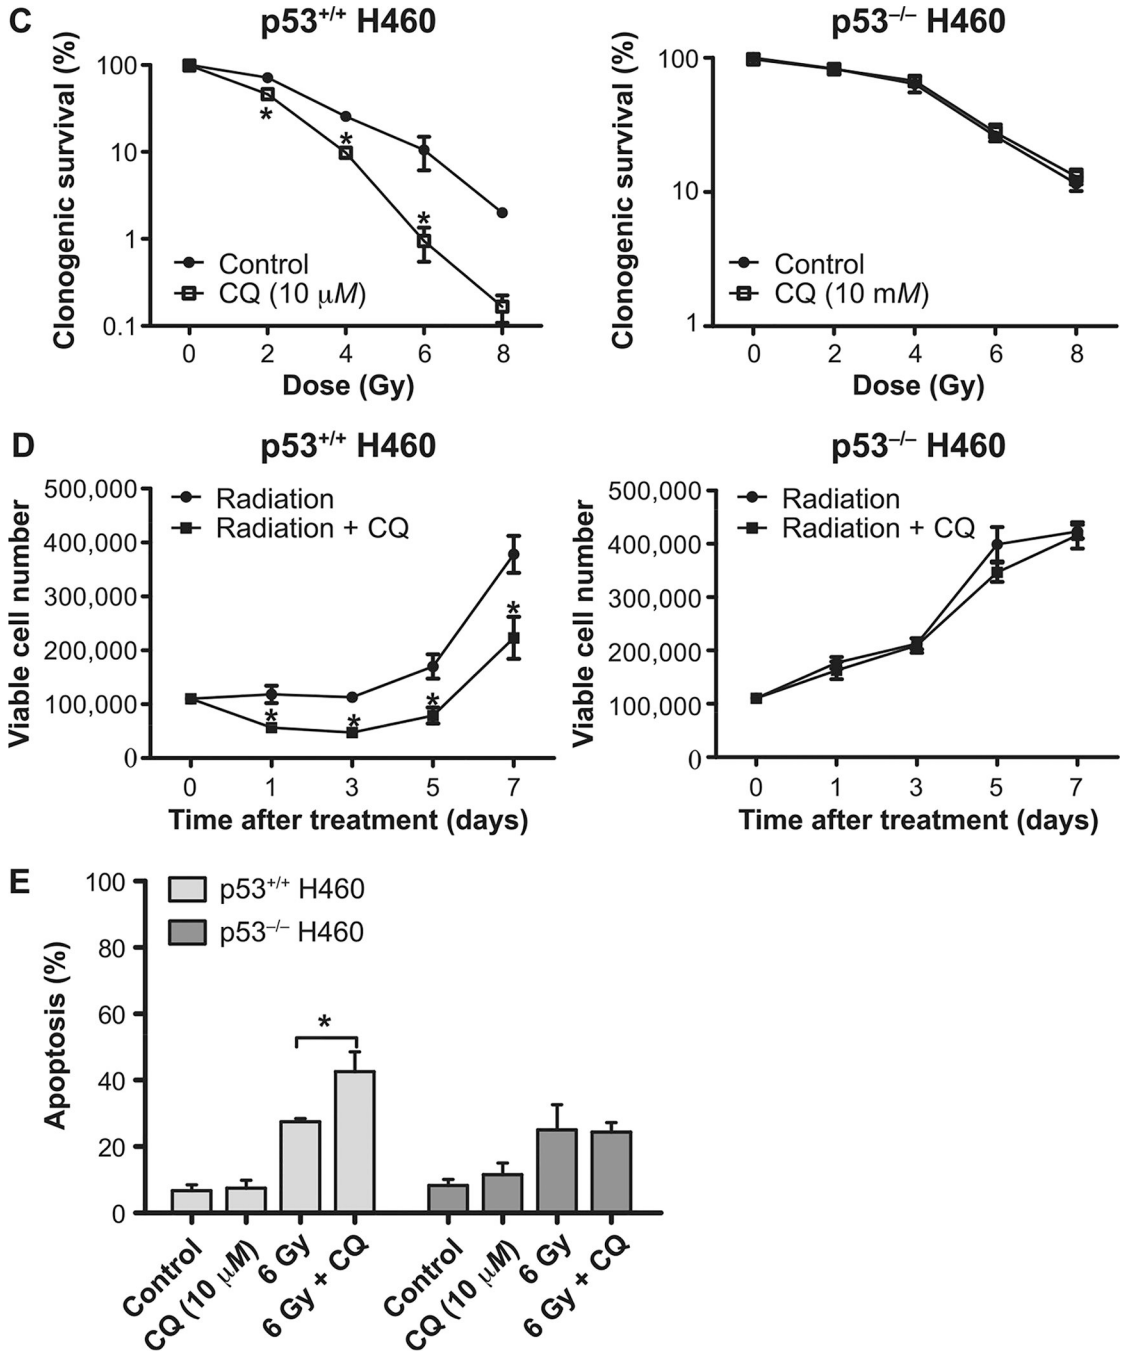 C
p53+/+ H460
p53–/– H460
Clonogenic survival (%)
100
10
1
0.1
Control
CQ (10 μM)
*
*
*
0 2 4 6 8
Dose (Gy)
Clonogenic survival (%)
100
10
1
Control
CQ (10 mM)
0 2 4 6 8
Dose (Gy)
D
p53+/+ H460
p53–/– H460
Viable cell number
500,000
400,000
300,000
200,000
100,000
0
Radiation
Radiation + CQ
*
*
*
*
0 1 3 5 7
Time after treatment (days)
Viable cell number
500,000
400,000
300,000
200,000
100,000
0
Radiation
Radiation + CQ
0 1 3 5 7
Time after treatment (days)
E
Apoptosis (%)
100
80
60
40
20
0
p53+/+ H460
p53–/– H460
*
Control
CQ (10 μM)
6 Gy
6 Gy + CQ
Control
CQ (10 μM)
6 Gy
6 Gy + CQ